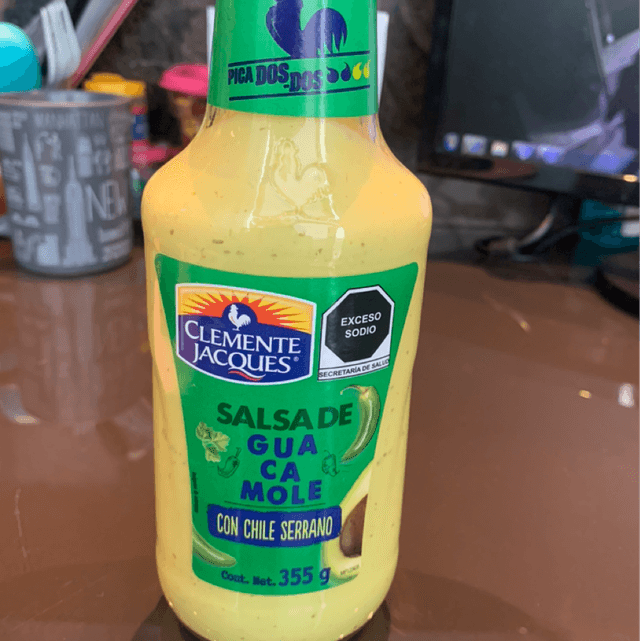 PICA DOS-DOS
CLEMENTE
JACQUES®
EXCESO
SODIO
SECRETARÍA DE SALUD
SALSA DE
GUA
CA
MOLE
CON CHILE SERRANO
Cont. Net. 355 g
NEW